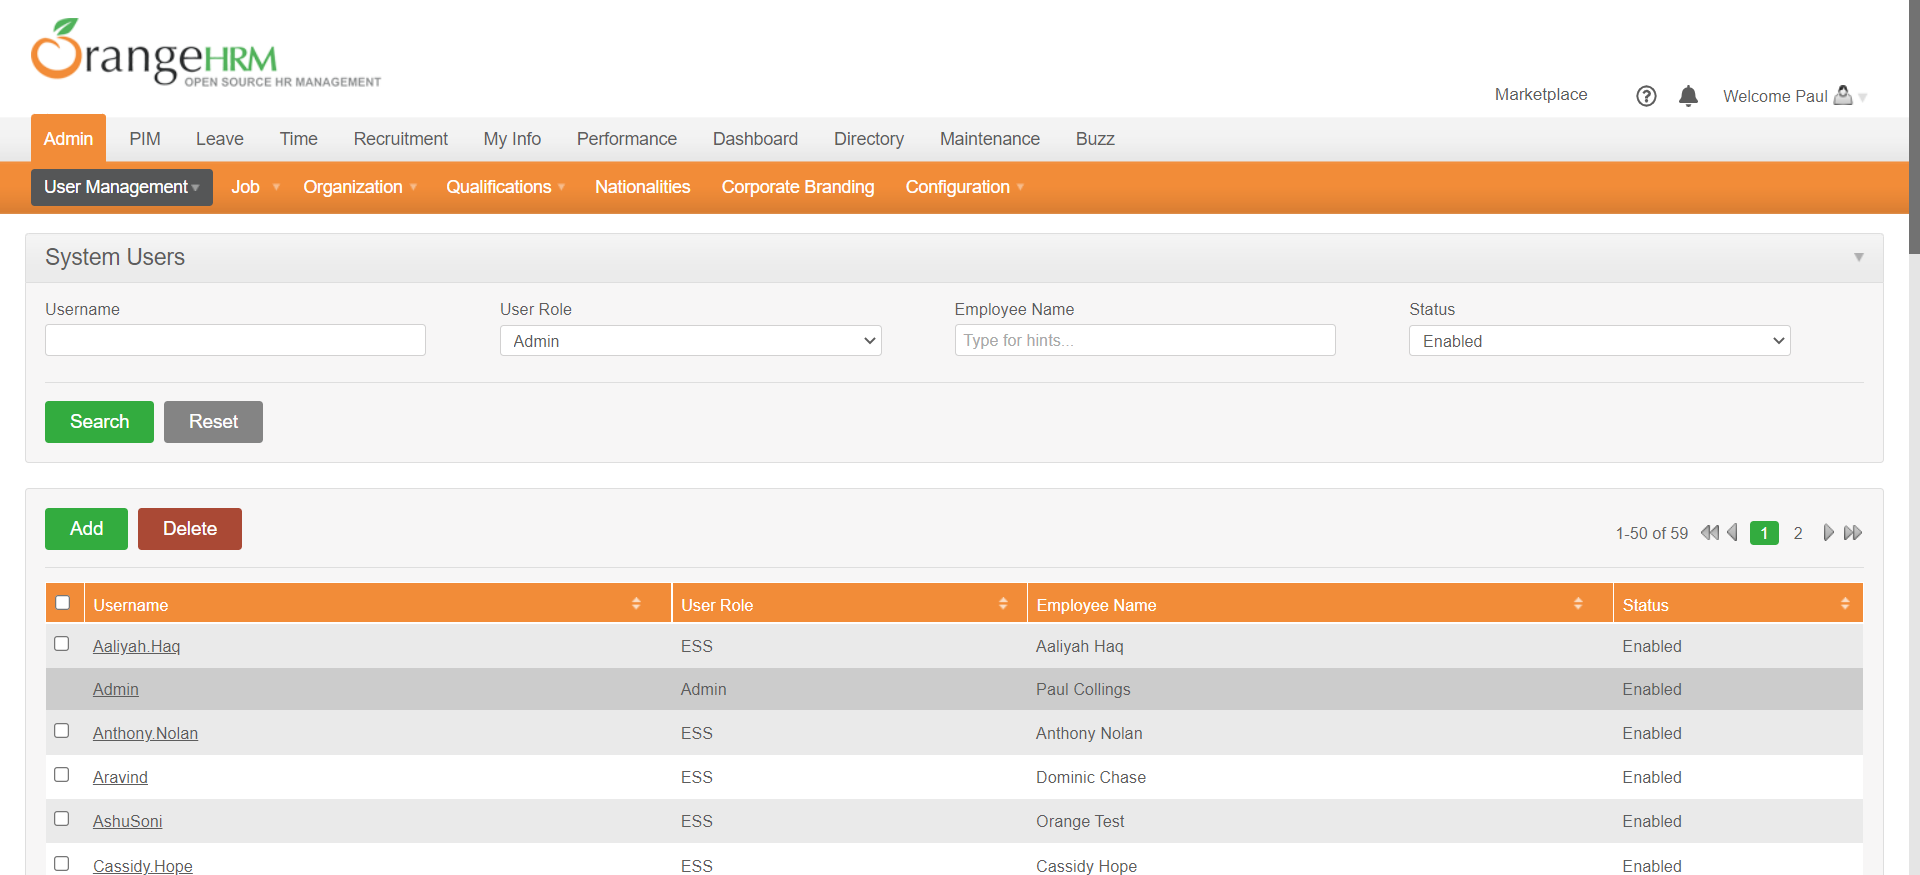 OrangeHRM
OPEN SOURCE HR MANAGEMENT
Marketplace
Welcome Paul
Admin PIM Leave Time Recruitment My Info Performance Dashboard Directory Maintenance Buzz
User Management Job Organization Qualifications Nationalities Corporate Branding Configuration
System Users
Username User Role Employee Name Status
Admin Type for hints... Enabled
Search Reset
Add Delete
1-50 of 59 1 2
Username User Role Employee Name Status
Aaliyah.Haq ESS Aaliyah Haq Enabled
Admin Admin Paul Collings Enabled
Anthony.Nolan ESS Anthony Nolan Enabled
Aravind ESS Dominic Chase Enabled
AshuSoni ESS Orange Test Enabled
Cassidy.Hope ESS Cassidy Hope Enabled